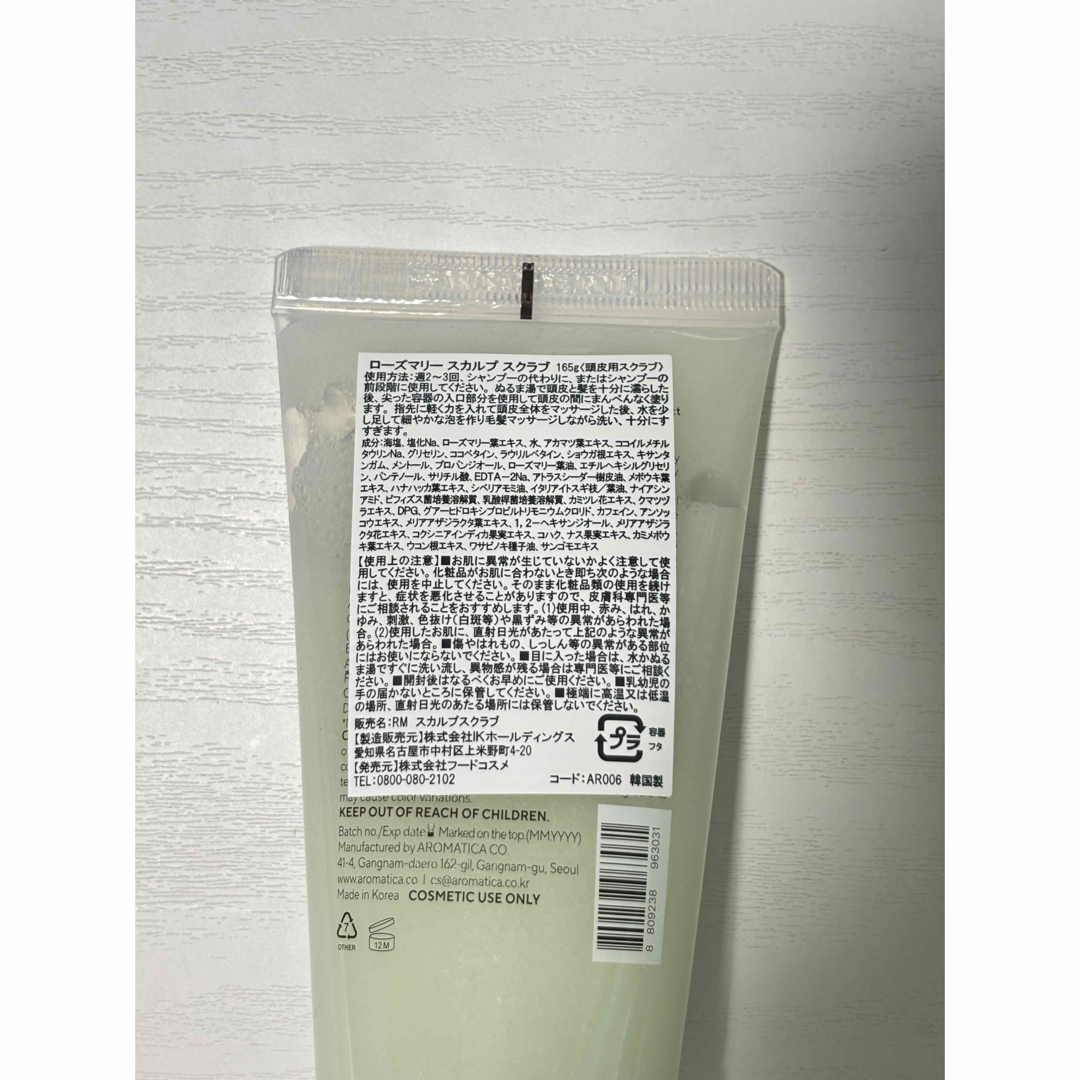 ローズマリー スカルプ スクラブ 165g〈頭皮用スクラブ〉
使用方法:週2～3回、シャンプーの代わりに、またはシャンプーの
前段階に使用してください。ぬるま湯で頭皮と髪を十分に濡らした
後、尖った容器の入口部分を使用して頭皮の間にまんべんなく塗り
ます。指先に軽く力を入れて頭皮全体をマッサージした後、水を少
し足して細やかな泡を作り毛髪マッサージしながら洗い、十分にす
すぎます。
成分:海塩、塩化Na、ローズマリー葉エキス、水、アカマツ葉エキス、ココイルメチル
タウリンNa、グリセリン、ココベタイン、ラウリルベタイン、ショウガ根エキス、キサンタ
ンガム、メントール、プロパンジオール、ローズマリー葉油、エチルヘキシルグリセリ
ン、パンテノール、サリチル酸、EDTA－2Na、アトラスシーダー樹皮油、メボウキ葉
エキス、ハナハッカ葉エキス、シベリアモミ油、イタリアイトスギ枝/葉油、ナイアシン
アミド、ビフィズス菌培養溶解質、乳酸桿菌培養溶解質、カミツレ花エキス、クマツヅ
ラエキス、DPG、グアーヒドロキシプロピルトリモニウムクロリド、カフェイン、アンソッ
コウエキス、メリアアザジラクタ葉エキス、1,2－ヘキサンジオール、メリアアザジラ
クタ花エキス、コクシニアインディカ果実エキス、コハク、ナス果実エキス、カミメボウ
キ葉エキス、ウコン根エキス、ワサビノキ種子油、サンゴモエキス
【使用上の注意】■お肌に異常が生じていないかよく注意して使
用してください。化粧品がお肌に合わないとき即ち次のような場合
には、使用を中止してください。そのまま化粧品類の使用を続け
ますと、症状を悪化させることがありますので、皮膚科専門医等
にご相談されることをおすすめします。(1)使用中、赤み、はれ、か
ゆみ、刺激、色抜け(白斑等)や黒ずみ等の異常があらわれた場
合。(2)使用したお肌に、直射日光があたって上記のような異常が
あらわれた場合。■傷やはれもの、しっしん等の異常がある部位
にはお使いにならないでください。■目に入った場合は、水かぬる
ま湯ですぐに洗い流し、異物感が残る場合は専門医等にご相談く
ださい。■開封後はなるべくお早めにご使用ください。■乳幼児の
手の届かないところに保管してください。■極端に高温又は低温
の場所、直射日光のあたる場所には保管しないでください。
販売名:RM スカルプスクラブ
【製造販売元】株式会社IKホールディングス
愛知県名古屋市中村区上米野町4-20
【発売元】株式会社フードコスメ
TEL:0800-080-2102
コード:AR006 韓国製
プラ
容器
フタ
may cause color variations.
KEEP OUT OF REACH OF CHILDREN.
Batch no./Exp date Marked on the top.(MM.YYYY)
Manufactured by AROMATICA CO.
41-4, Gangnam-daero 162-gil, Gangnam-gu, Seoul
www.aromatica.co | cs@aromatica.co.kr
Made in Korea COSMETIC USE ONLY
7
OTHER
12 M
8 809238 963031